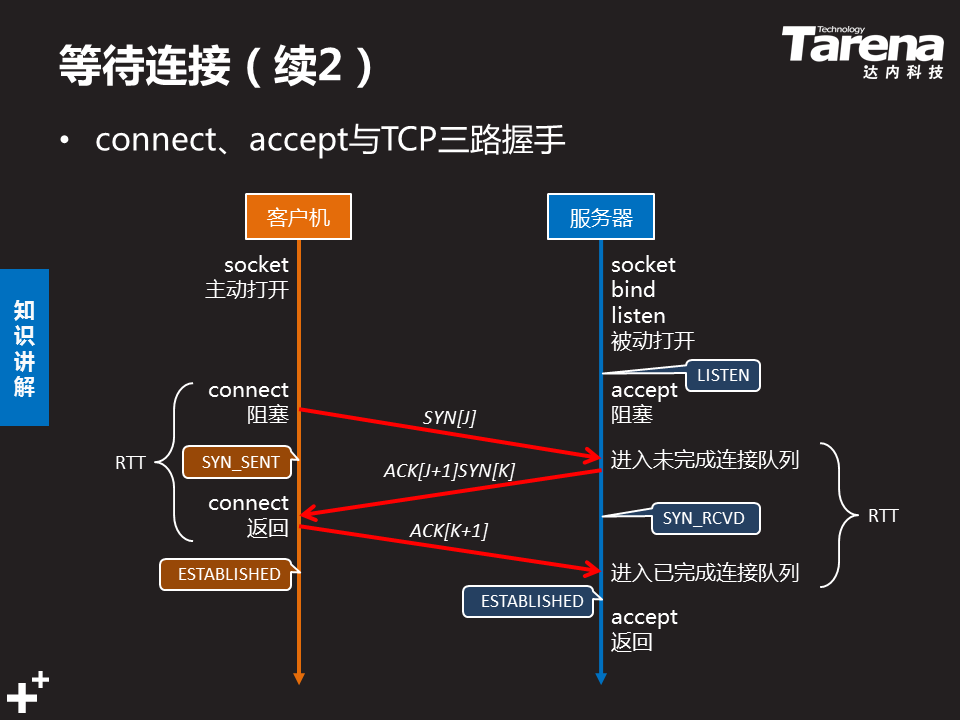 等待连接（续2）
Technology
Tarena
达内科技
• connect、accept与TCP三路握手
知识讲解
客户机
服务器
socket
主动打开
socket
bind
listen
被动打开
LISTEN
connect
阻塞
accept
阻塞
SYN[J]
RTT
SYN_SENT
ACK[J+1]SYN[K]
进入未完成连接队列
connect
返回
SYN_RCVD
RTT
ACK[K+1]
ESTABLISHED
进入已完成连接队列
ESTABLISHED
accept
返回